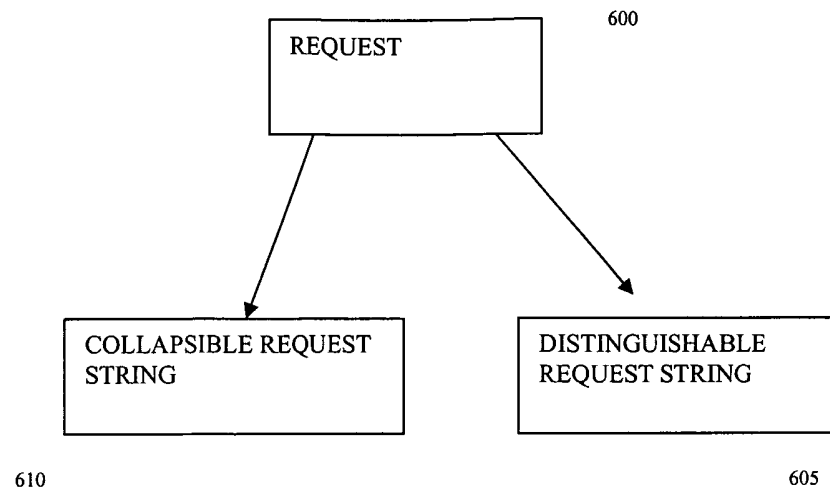 600
REQUEST
COLLAPSIBLE REQUEST
STRING
DISTINGUISHABLE
REQUEST STRING
610
605